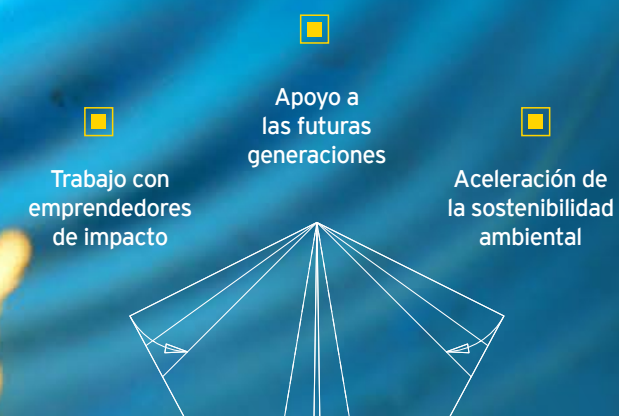 Apoyo a
las futuras
generaciones
Trabajo con
emprendedores
de impacto
Aceleración de
la sostenibilidad
ambiental